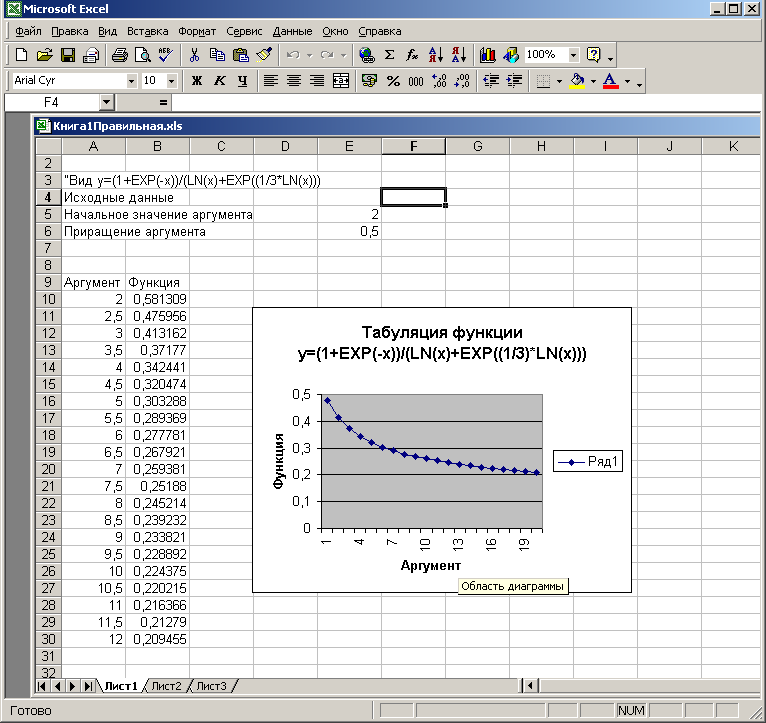 Microsoft Excel
Файл Правка Вид Вставка Формат Сервис Данные Окно Справка
100%
Arial Cyr 10 Ж К Ч % 000
F4 =
Книга1Правильная.xls
A B C D E F G H I J K
2
3 "Вид y=(1+EXP(-x))/(LN(x)+EXP((1/3*LN(x)))
4 Исходные данные
5 Начальное значение аргумента 2
6 Приращение аргумента 0,5
7
8
9 Аргумент Функция
10 2 0,581309
11 2,5 0,475956
12 3 0,413162
13 3,5 0,37177
14 4 0,342441
15 4,5 0,320474
16 5 0,303288
17 5,5 0,289369
18 6 0,277781
19 6,5 0,267921
20 7 0,259381
21 7,5 0,25188
22 8 0,245214
23 8,5 0,239232
24 9 0,233821
25 9,5 0,228892
26 10 0,224375
27 10,5 0,220215
28 11 0,216366
29 11,5 0,21279
30 12 0,209455
31
32
Табуляция функции
y=(1+EXP(-x))/(LN(x)+EXP((1/3)*LN(x)))
Функция
0,5
0,4
0,3
0,2
0,1
0
1 4 7 10 13 16 19
Аргумент
Ряд1
Область диаграммы
Лист1 Лист2 Лист3
Готово NUM